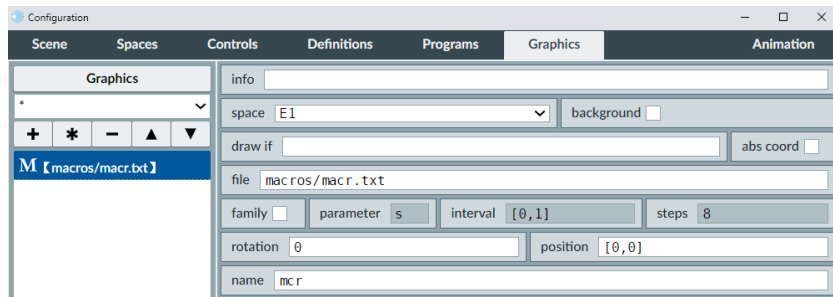 Configuration
Scene Spaces Controls Definitions Programs Graphics Animation
Graphics
*
+ * − ▲ ▼
M【macros/macr.txt】
info
space E1 background
draw if abs coord
file macros/macr.txt
family parameter s interval [0,1] steps 8
rotation 0 position [0,0]
name mcr